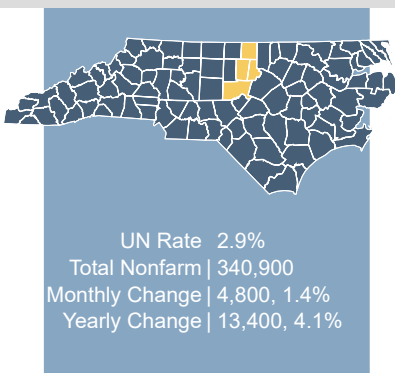 UN Rate 2.9%
Total Nonfarm | 340,900
Monthly Change | 4,800, 1.4%
Yearly Change | 13,400, 4.1%